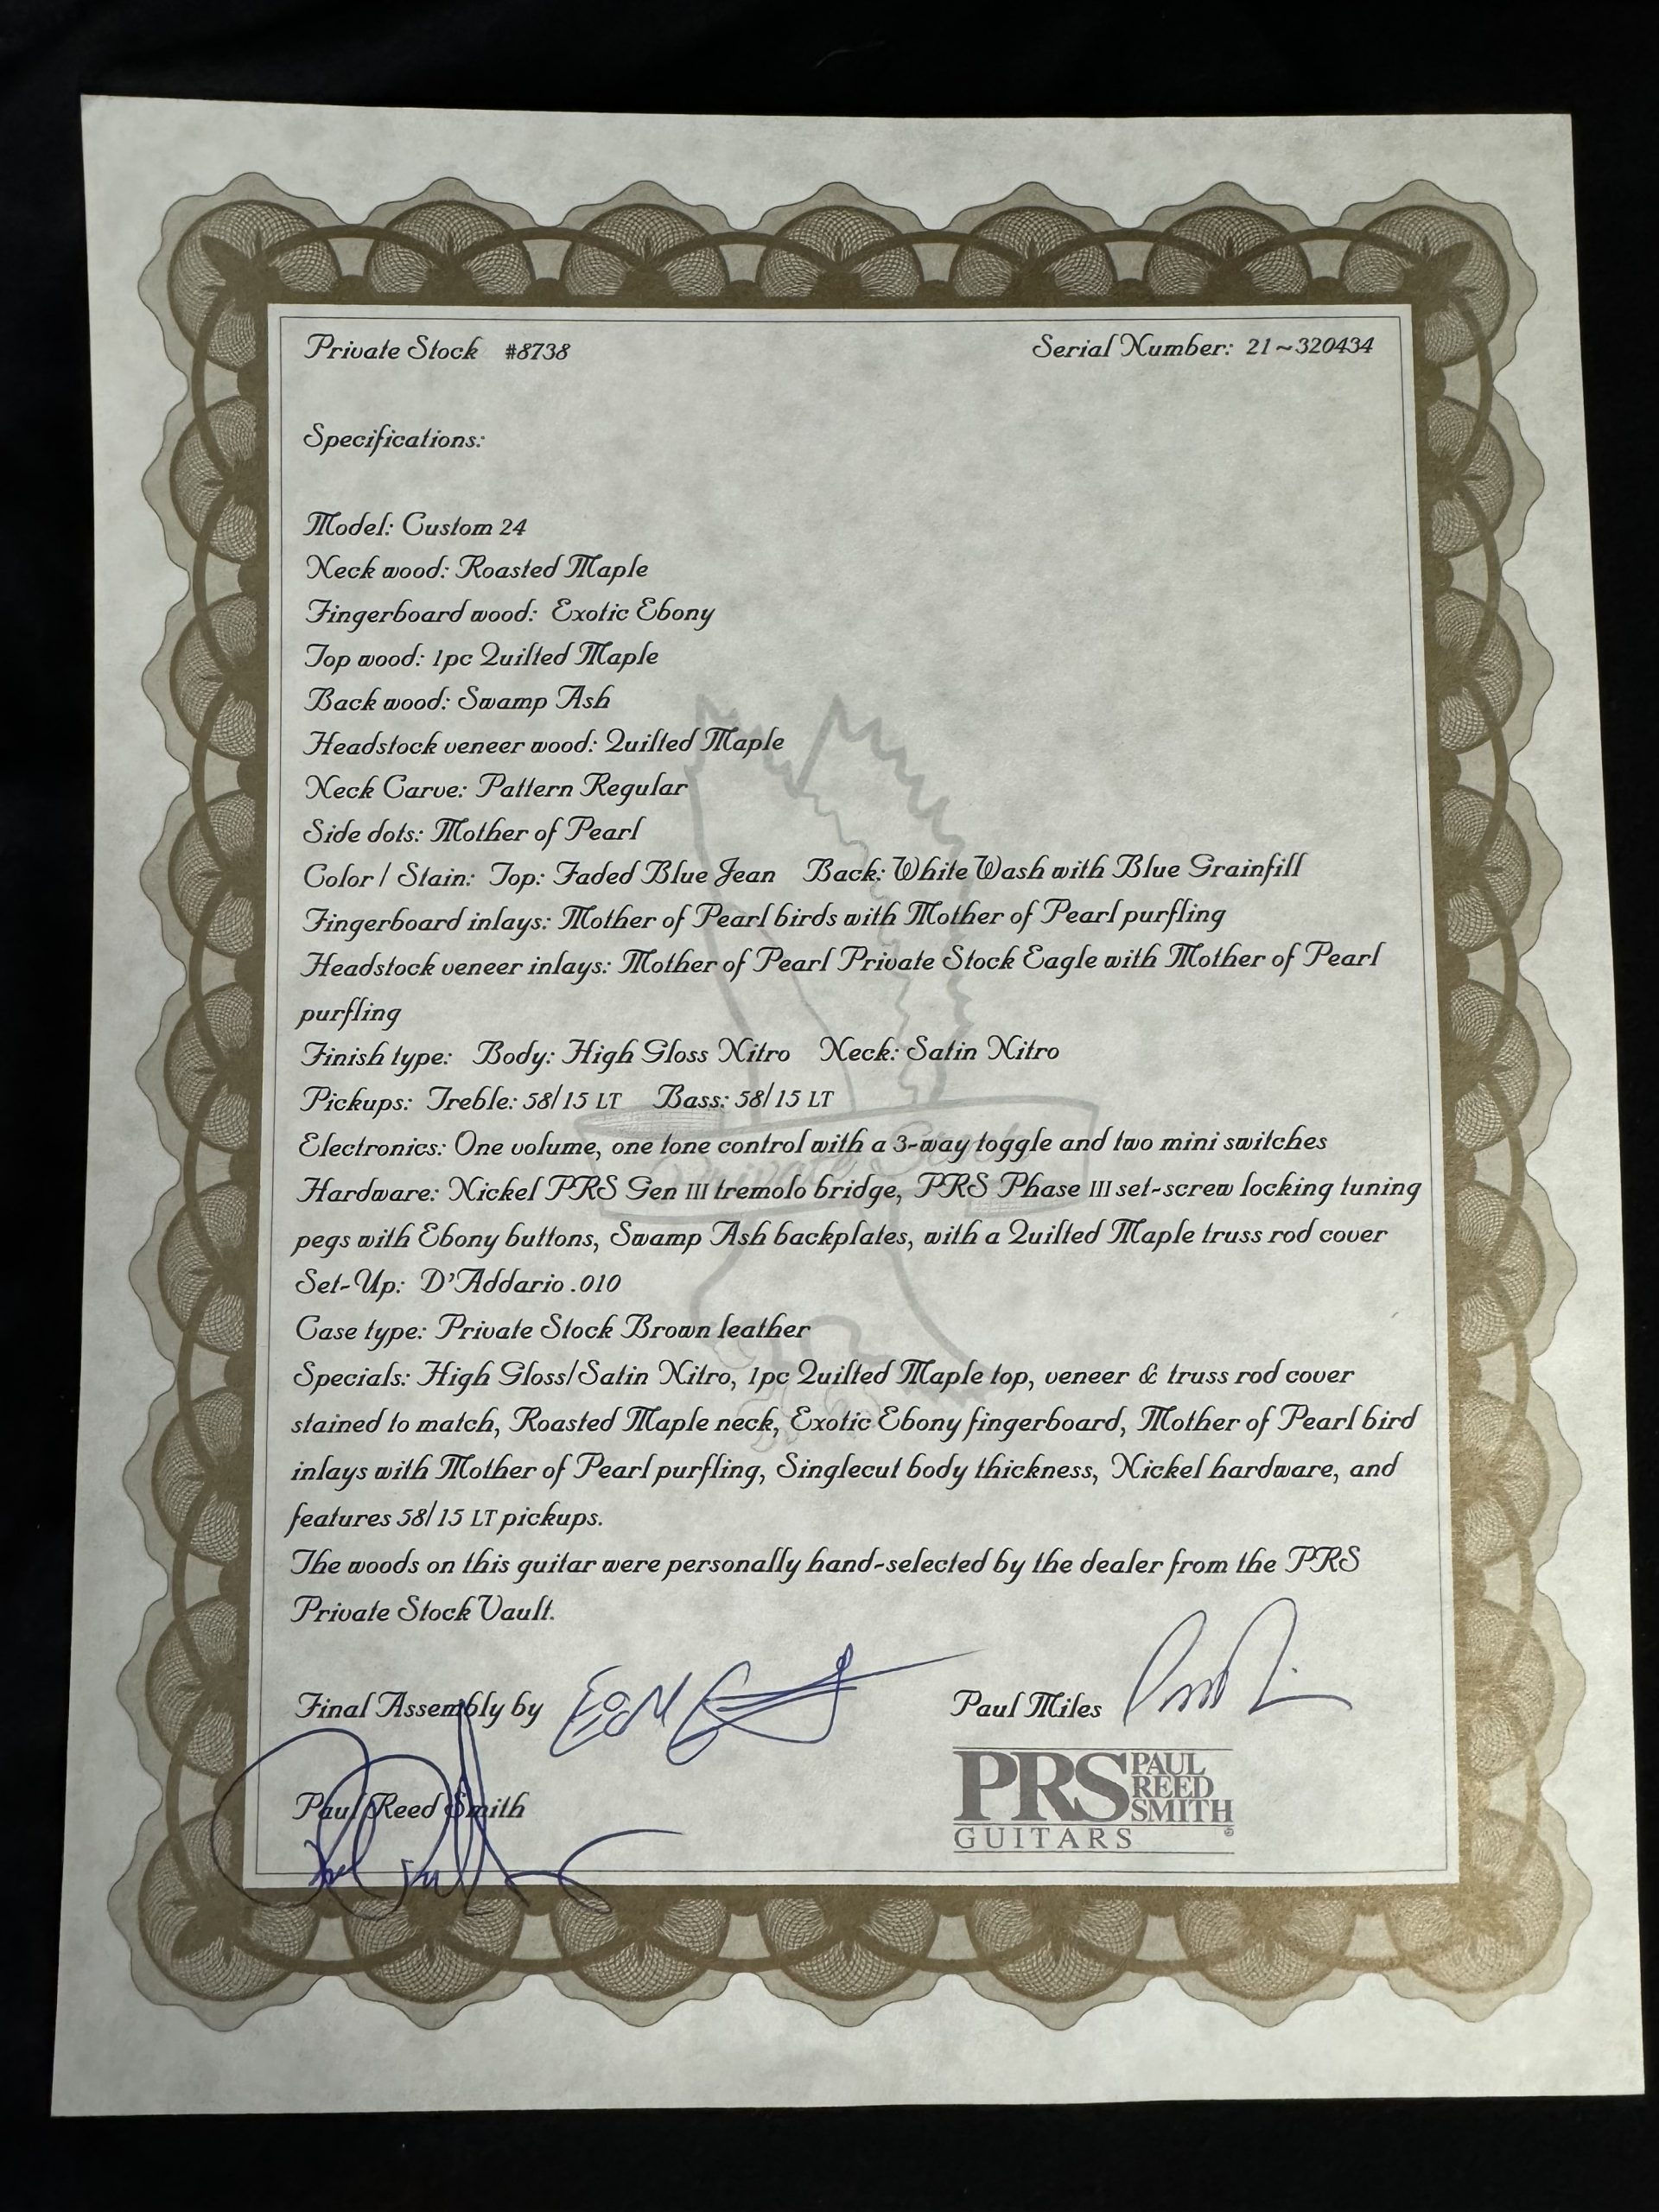 Private Stock #8738 Serial Number: 21~320434
Specifications:
Model: Custom 24
Neck wood: Roasted Maple
Fingerboard wood: Exotic Ebony
Top wood: 1pc Quilted Maple
Back wood: Swamp Ash
Headstock veneer wood: Quilted Maple
Neck Carve: Pattern Regular
Side dots: Mother of Pearl
Color / Stain: Top: Faded Blue Jean Back: White Wash with Blue Grainfill
Fingerboard inlays: Mother of Pearl birds with Mother of Pearl purfling
Headstock veneer inlays: Mother of Pearl Private Stock Eagle with Mother of Pearl
purfling
Finish type: Body: High Gloss Nitro Neck: Satin Nitro
Pickups: Treble: 58/15 LT Bass: 58/15 LT
Electronics: One volume, one tone control with a 3-way toggle and two mini switches
Private Stock
Hardware: Nickel PRS Gen III tremolo bridge, PRS Phase III set-screw locking tuning
pegs with Ebony buttons, Swamp Ash backplates, with a Quilted Maple truss rod cover
Set-Up: D'Addario .010
Case type: Private Stock Brown leather
Specials: High Gloss/Satin Nitro, 1pc Quilted Maple top, veneer & truss rod cover
stained to match, Roasted Maple neck, Exotic Ebony fingerboard, Mother of Pearl bird
inlays with Mother of Pearl purfling, Singlecut body thickness, Nickel hardware, and
features 58/15 LT pickups.
The woods on this guitar were personally hand-selected by the dealer from the PRS
Private Stock Vault.
Final Assembly by
Paul Miles
Paul Reed Smith
PRS PAUL
REED
SMITH
GUITARS